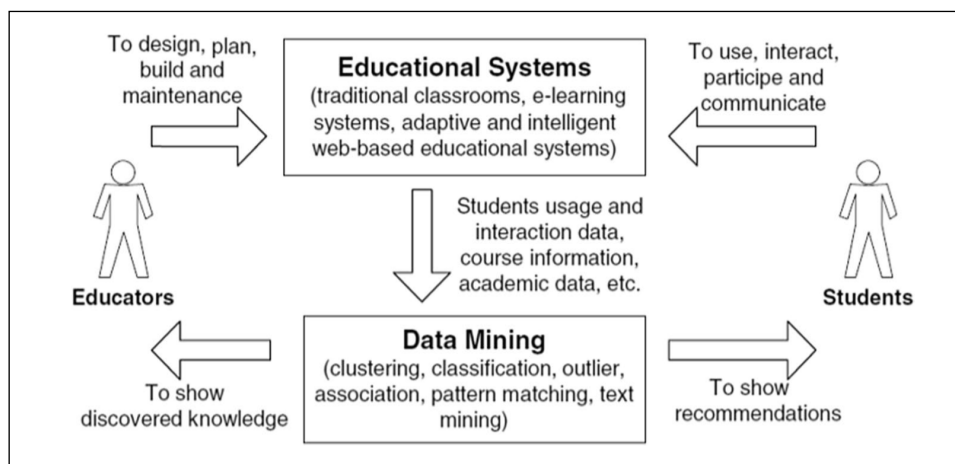 To design, plan,
build and
maintenance
Educational Systems
(traditional classrooms, e-learning
systems, adaptive and intelligent
web-based educational systems)
To use, interact,
participe and
communicate
Students usage and
interaction data,
course information,
academic data, etc.
Educators
Students
Data Mining
(clustering, classification, outlier,
association, pattern matching, text
mining)
To show
discovered knowledge
To show
recommendations